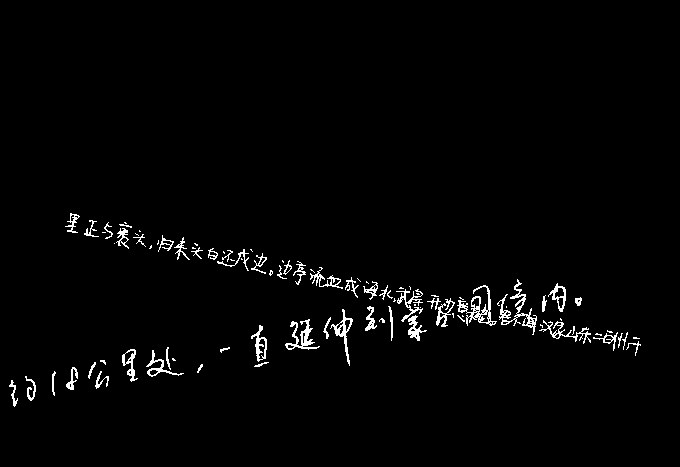 里正与裹头,归来头白还戍边。边亭流血成海水,武皇开边意未已。君不闻汉家山东二百州,千
约18公里处,一直延伸到蒙古国境内。